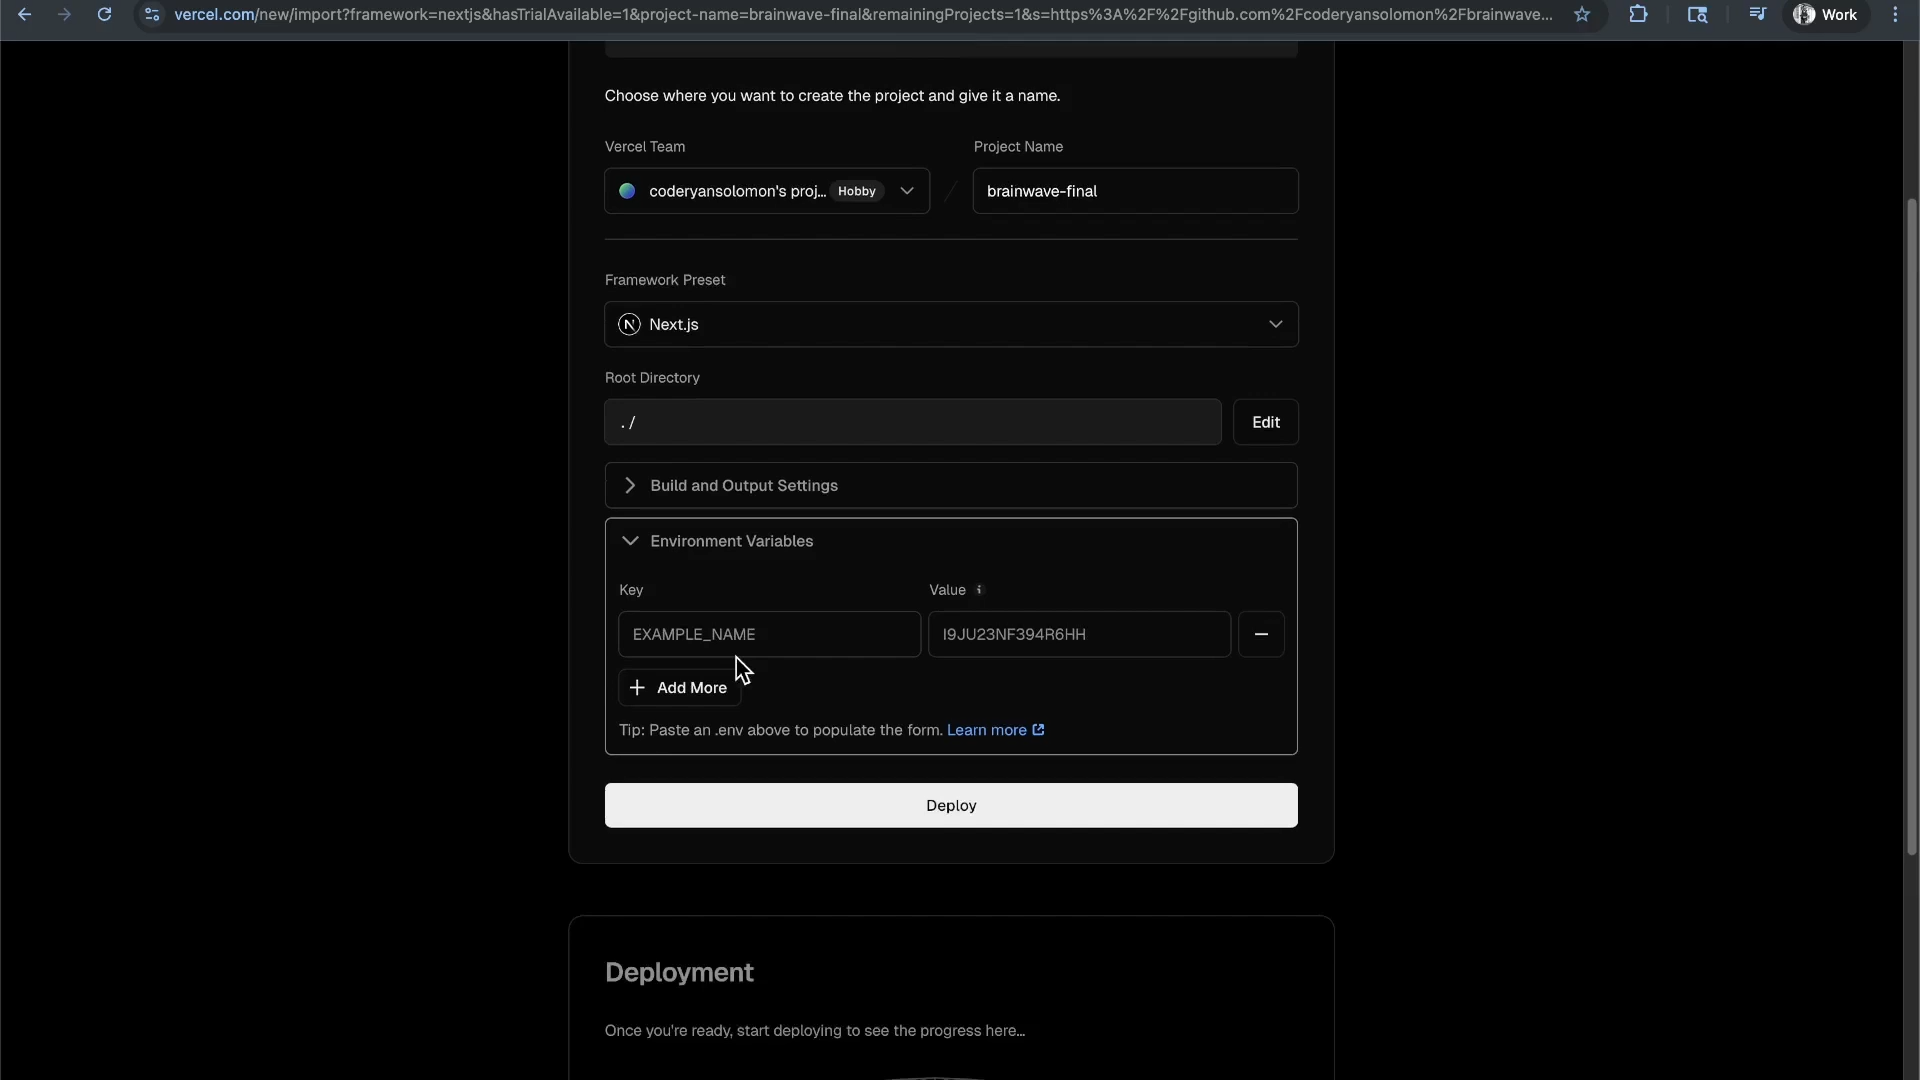 vercel.com/new/import?framework=nextjs&hasTrialAvailable=1&project-name=brainwave-final&remainingProjects=1&s=https%3A%2F%2Fgithub.com%2Fcoderyansolomon%2Fbrainwave...
Work
Choose where you want to create the project and give it a name.
Vercel Team
Project Name
coderyansolomon's proj... Hobby
brainwave-final
Framework Preset
N Next.js
Root Directory
./
Edit
Build and Output Settings
Environment Variables
Key
Value i
EXAMPLE_NAME
I9JU23NF394R6HH
+ Add More
Tip: Paste an .env above to populate the form. Learn more
Deploy
Deployment
Once you're ready, start deploying to see the progress here...